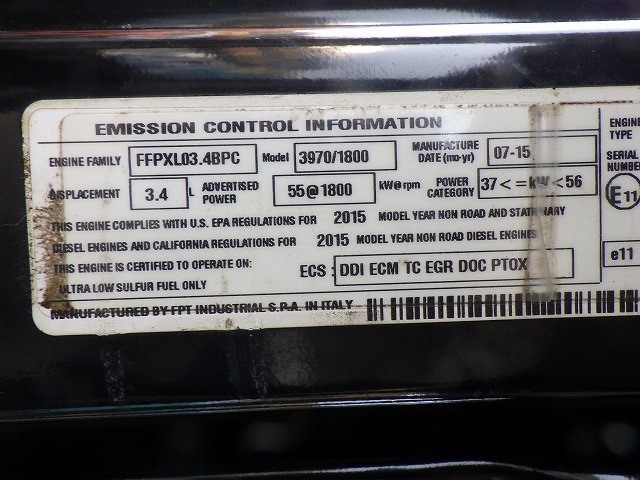 EMISSION CONTROL INFORMATION
ENGINE FAMILY FFPXL03.4BPC Model 3970/1800 MANUFACTURE DATE (mo-yr) 07-15
DISPLACEMENT 3.4 L ADVERTISED POWER 55@1800 kW@rpm POWER CATEGORY 37<=kW<56
THIS ENGINE COMPLIES WITH U.S. EPA REGULATIONS FOR 2015 MODEL YEAR NON ROAD AND STATIONARY
DIESEL ENGINES AND CALIFORNIA REGULATIONS FOR 2015 MODEL YEAR NON ROAD DIESEL ENGINES
THIS ENGINE IS CERTIFIED TO OPERATE ON: ECS: DDI ECM TC EGR DOC PTOX
ULTRA LOW SULFUR FUEL ONLY
MANUFACTURED BY FPT INDUSTRIAL S.P.A. IN ITALY
ENGINE
TYPE
SERIAL
NUMBER
E 11
e11